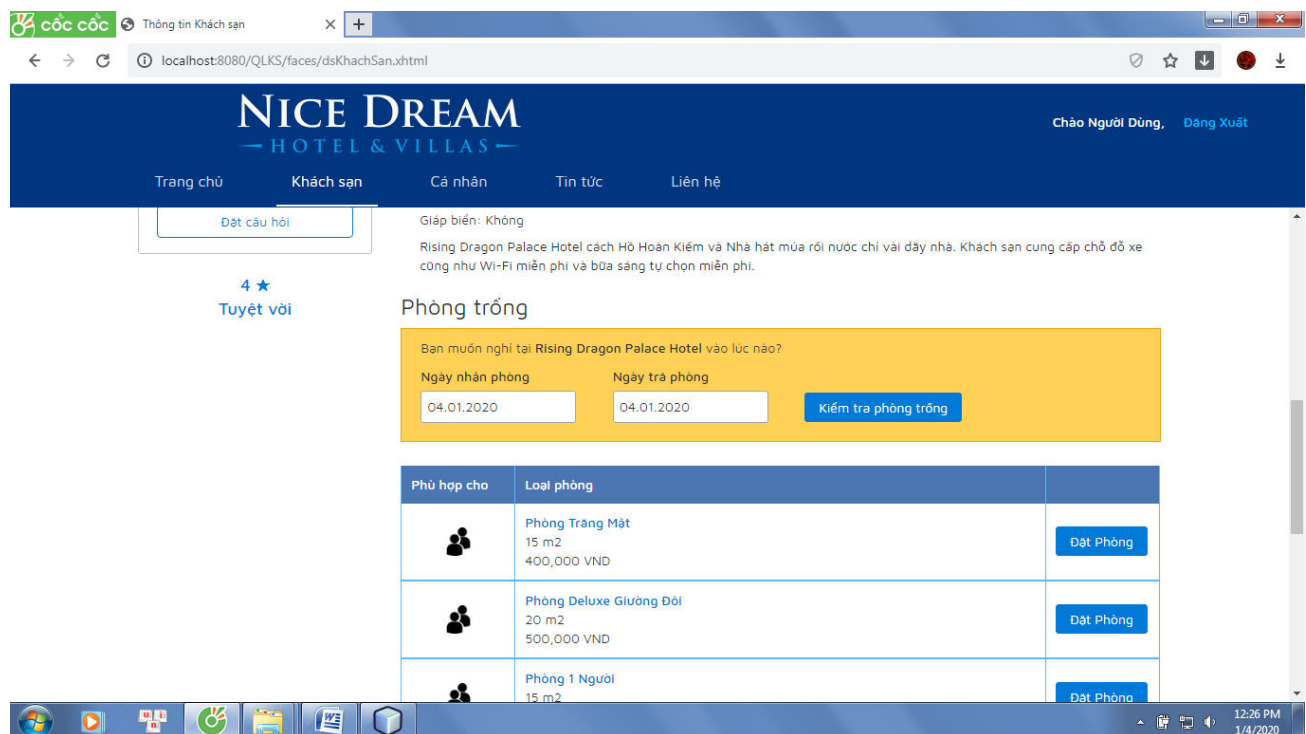 cốc cốc
Thông tin Khách sạn
localhost:8080/QLKS/faces/dsKhachSan.xhtml
NICE DREAM
HOTEL & VILLAS
Chào Người Dùng, Đăng Xuất
Trang chủ Khách sạn Cá nhân Tin tức Liên hệ
Đặt câu hỏi
4 ★
Tuyệt vời
Giáp biển: Không
Rising Dragon Palace Hotel cách Hồ Hoàn Kiếm và Nhà hát múa rối nước chỉ vài dãy nhà. Khách sạn cung cấp chỗ đỗ xe
cũng như Wi-Fi miễn phí và bữa sáng tự chọn miễn phí.
Phòng trống
Bạn muốn nghỉ tại Rising Dragon Palace Hotel vào lúc nào?
Ngày nhận phòng Ngày trả phòng
04.01.2020 04.01.2020 Kiểm tra phòng trống
Phù hợp cho Loại phòng
Phòng Trăng Mật
15 m2
400,000 VND
Đặt Phòng
Phòng Deluxe Giường Đôi
20 m2
500,000 VND
Đặt Phòng
Phòng 1 Người
15 m2
Đặt Phòng
12:26 PM
1/4/2020